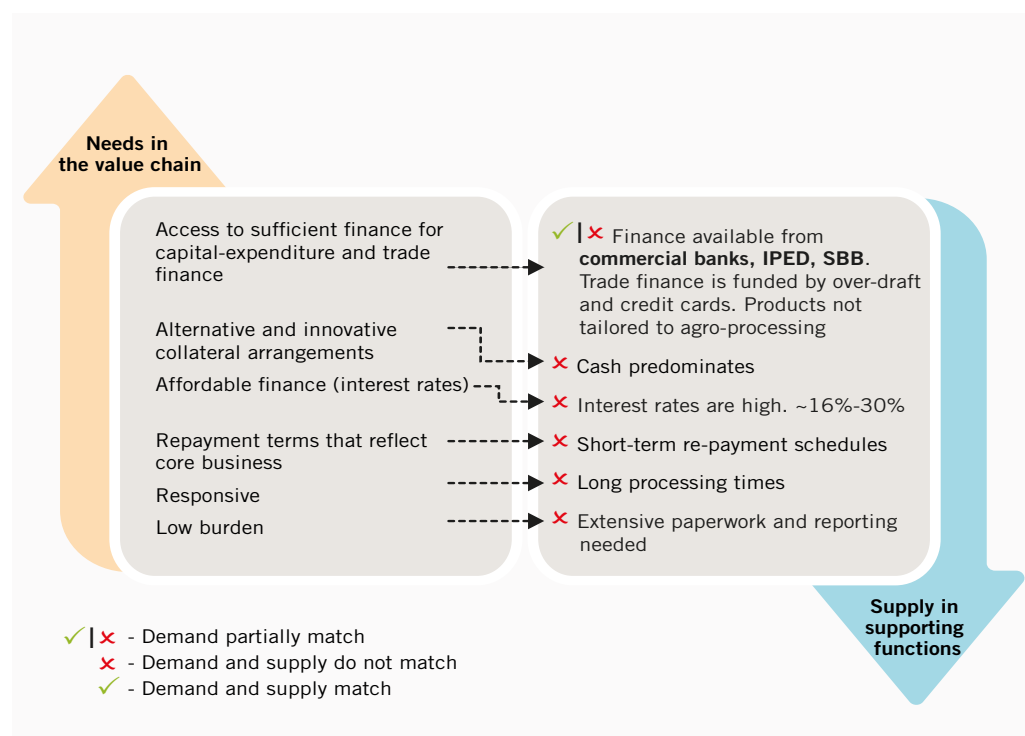 Needs in
the value chain
Access to sufficient finance for
capital-expenditure and trade
finance
Alternative and innovative
collateral arrangements
Affordable finance (interest rates)
Repayment terms that reflect
core business
Responsive
Low burden
✓|✗ Finance available from
commercial banks, IPED, SBB.
Trade finance is funded by over-draft
and credit cards. Products not
tailored to agro-processing
✗ Cash predominates
✗ Interest rates are high. ~16%-30%
✗ Short-term re-payment schedules
✗ Long processing times
✗ Extensive paperwork and reporting
needed
Supply in
supporting
functions
✓|✗ - Demand partially match
✗ - Demand and supply do not match
✓ - Demand and supply match